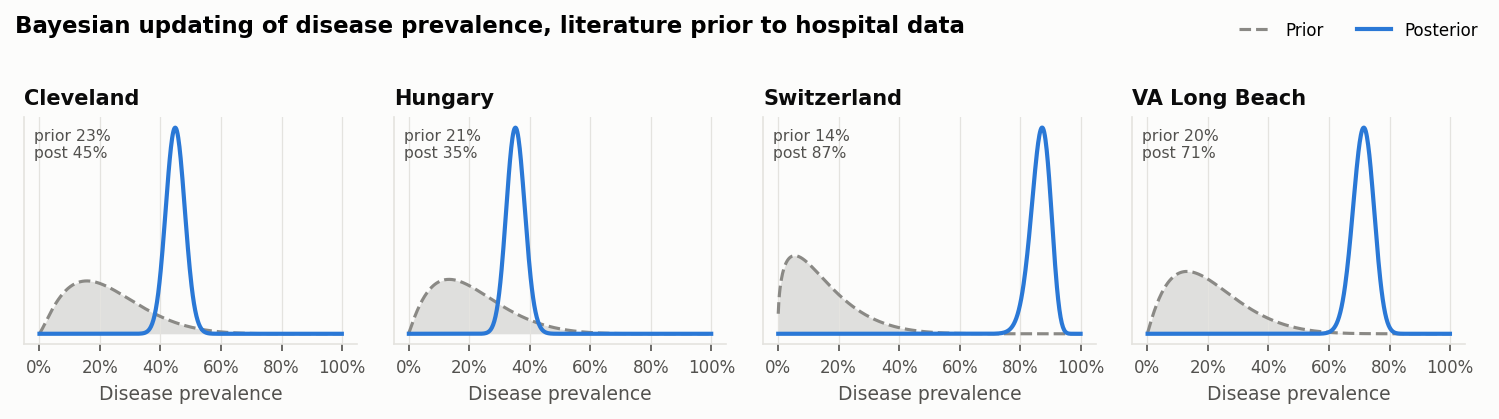 Bayesian updating of disease prevalence, literature prior to hospital data
Prior
Posterior
Cleveland
prior 23%
post 45%
0% 20% 40% 60% 80% 100%
Disease prevalence
Hungary
prior 21%
post 35%
0% 20% 40% 60% 80% 100%
Disease prevalence
Switzerland
prior 14%
post 87%
0% 20% 40% 60% 80% 100%
Disease prevalence
VA Long Beach
prior 20%
post 71%
0% 20% 40% 60% 80% 100%
Disease prevalence